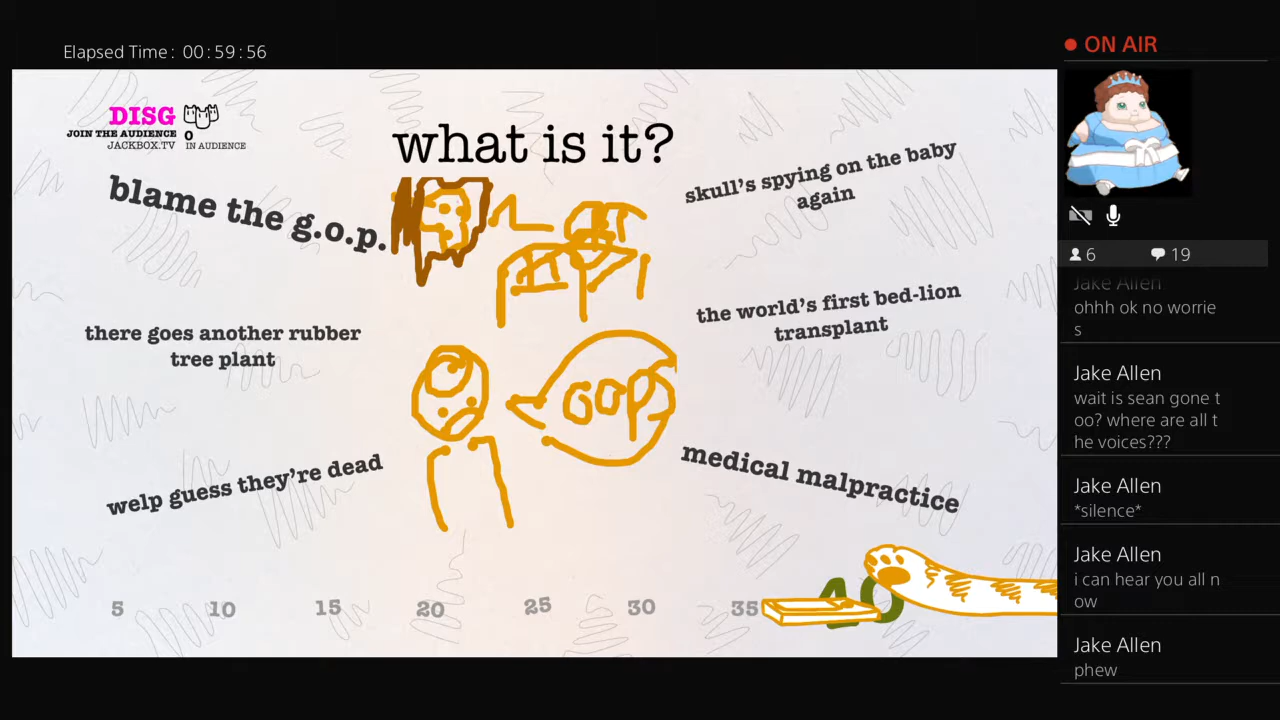 Elapsed Time: 00:59:56
ON AIR
DISG
JOIN THE AUDIENCE
JACKBOX.TV
0
IN AUDIENCE
what is it?
blame the g.o.p.
skull's spying on the baby
again
there goes another rubber
tree plant
the world's first bed-lion
transplant
GOP
welp guess they're dead
medical malpractice
5 10 15 20 25 30 35 40
6 19
Jake Allen
ohhh ok no worrie
s
Jake Allen
wait is sean gone t
oo? where are all t
he voices???
Jake Allen
*silence*
Jake Allen
i can hear you all n
ow
Jake Allen
phew